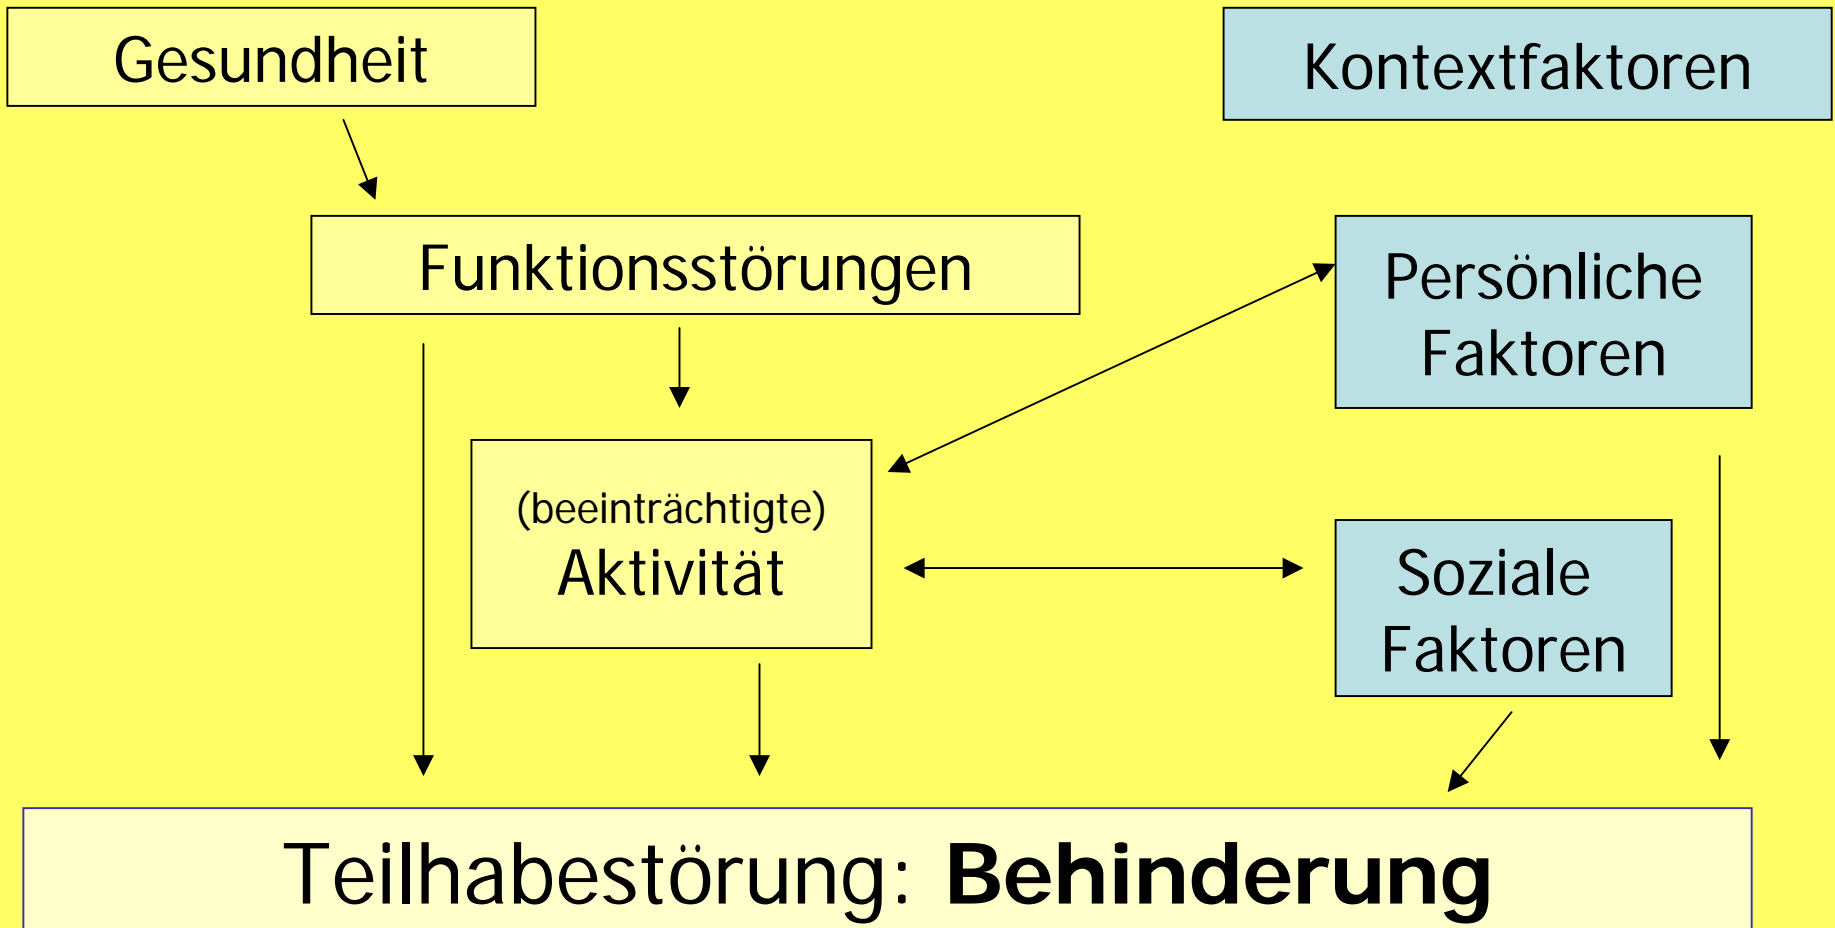 Gesundheit
Kontextfaktoren
Funktionsstörungen
Persönliche
Faktoren
(beeinträchtigte)
Aktivität
Soziale
Faktoren
Teilhabestörung: Behinderung